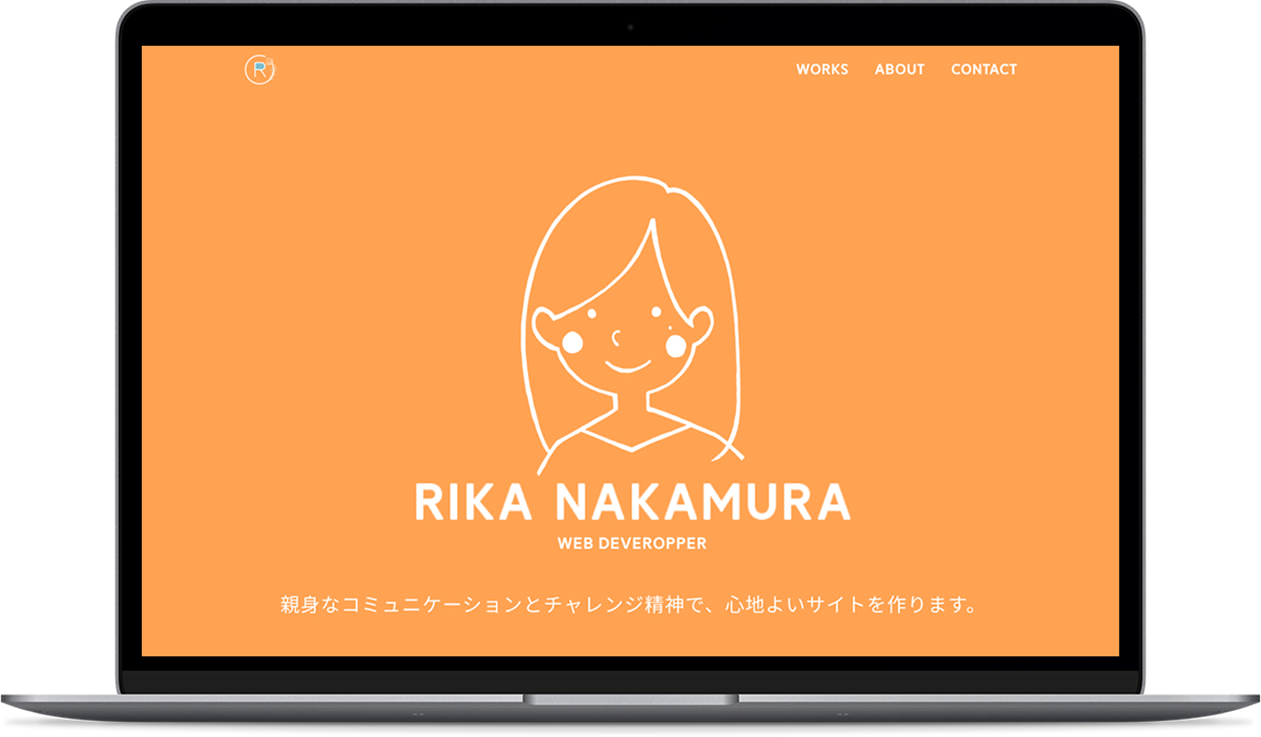 R
WORKS ABOUT CONTACT
RIKA NAKAMURA
WEB DEVEROPPER
親身なコミュニケーションとチャレンジ精神で、心地よいサイトを作ります。